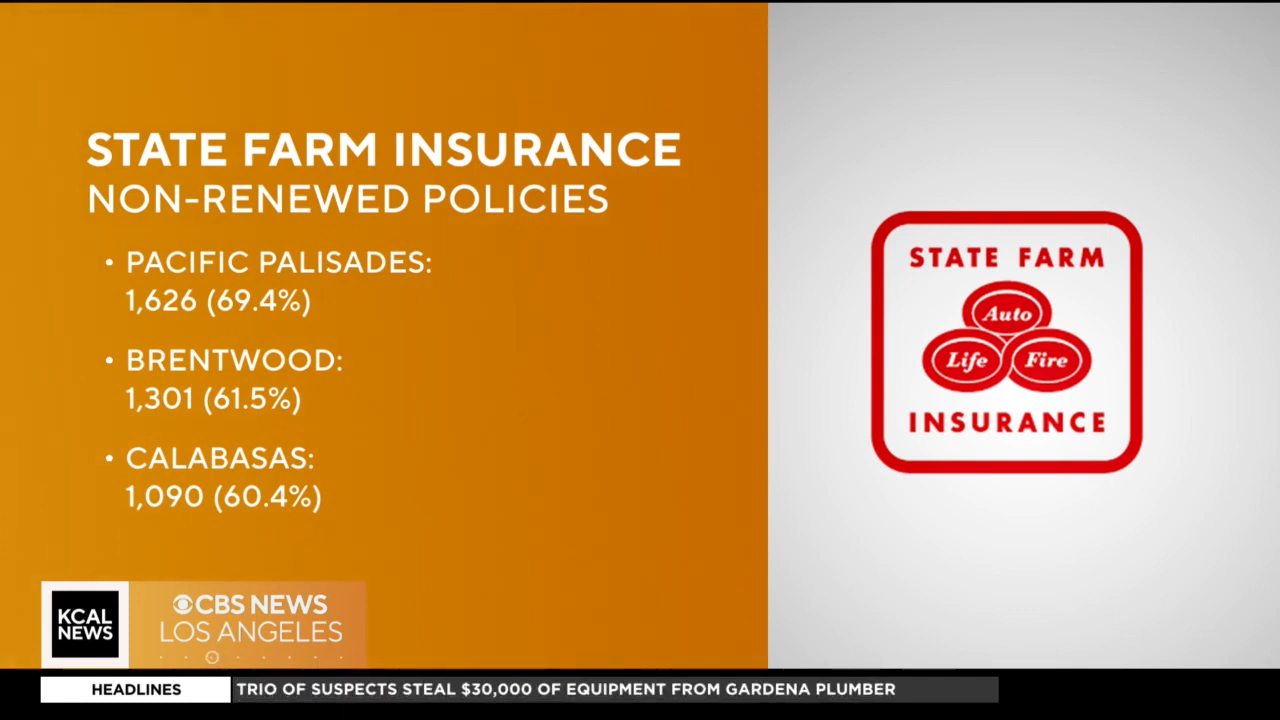 STATE FARM INSURANCE
NON-RENEWED POLICIES
• PACIFIC PALISADES:
1,626 (69.4%)
• BRENTWOOD:
1,301 (61.5%)
• CALABASAS:
1,090 (60.4%)
STATE FARM
Auto
Life Fire
INSURANCE
KCAL
NEWS
CBS NEWS
LOS ANGELES
HEADLINES
TRIO OF SUSPECTS STEAL $30,000 OF EQUIPMENT FROM GARDENA PLUMBER